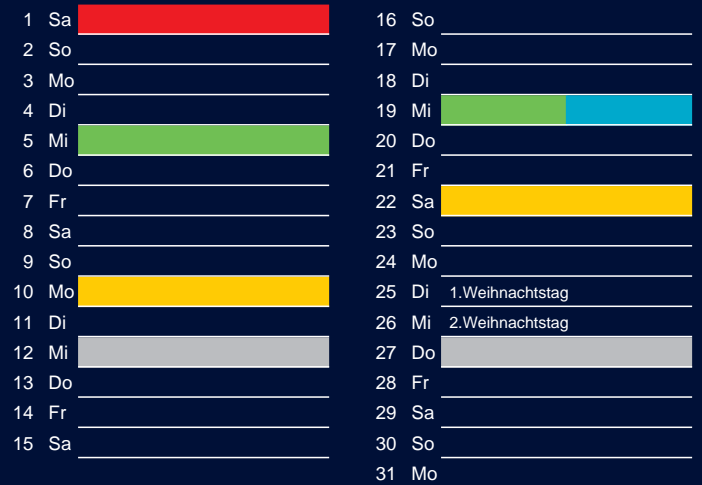 1 Sa
2 So
3 Mo
4 Di
5 Mi
6 Do
7 Fr
8 Sa
9 So
10 Mo
11 Di
12 Mi
13 Do
14 Fr
15 Sa
16 So
17 Mo
18 Di
19 Mi
20 Do
21 Fr
22 Sa
23 So
24 Mo
25 Di 1.Weihnachtstag
26 Mi 2.Weihnachtstag
27 Do
28 Fr
29 Sa
30 So
31 Mo